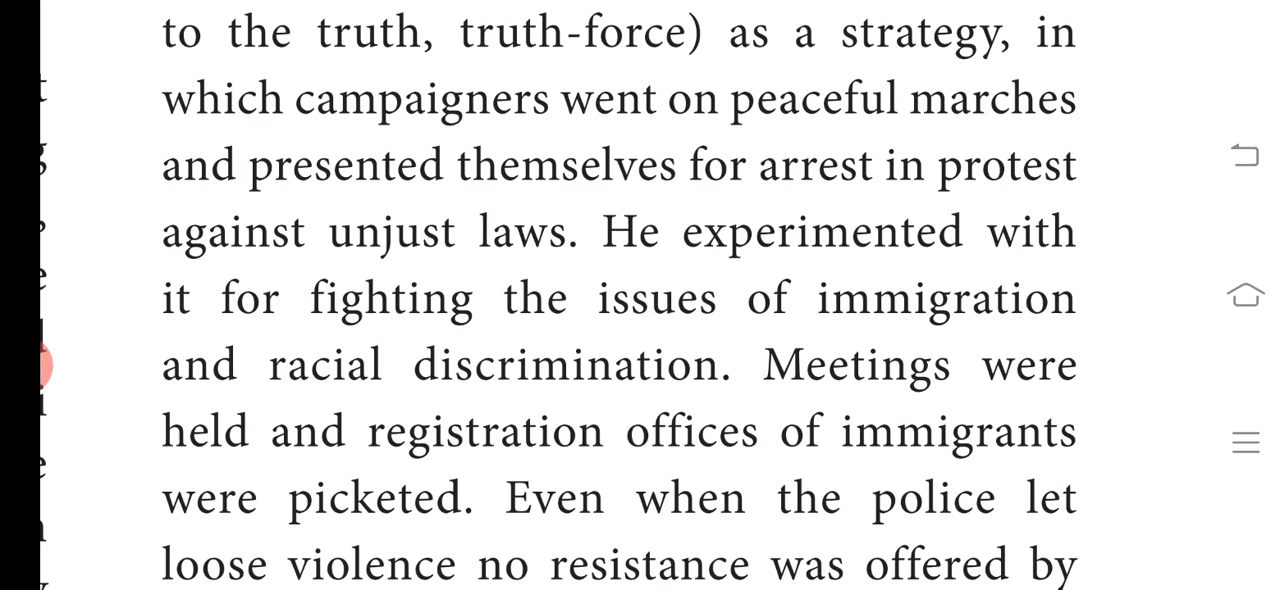 to the truth, truth-force) as a strategy, in
which campaigners went on peaceful marches
and presented themselves for arrest in protest
against unjust laws. He experimented with
it for fighting the issues of immigration
and racial discrimination. Meetings were
held and registration offices of immigrants
were picketed. Even when the police let
loose violence no resistance was offered by